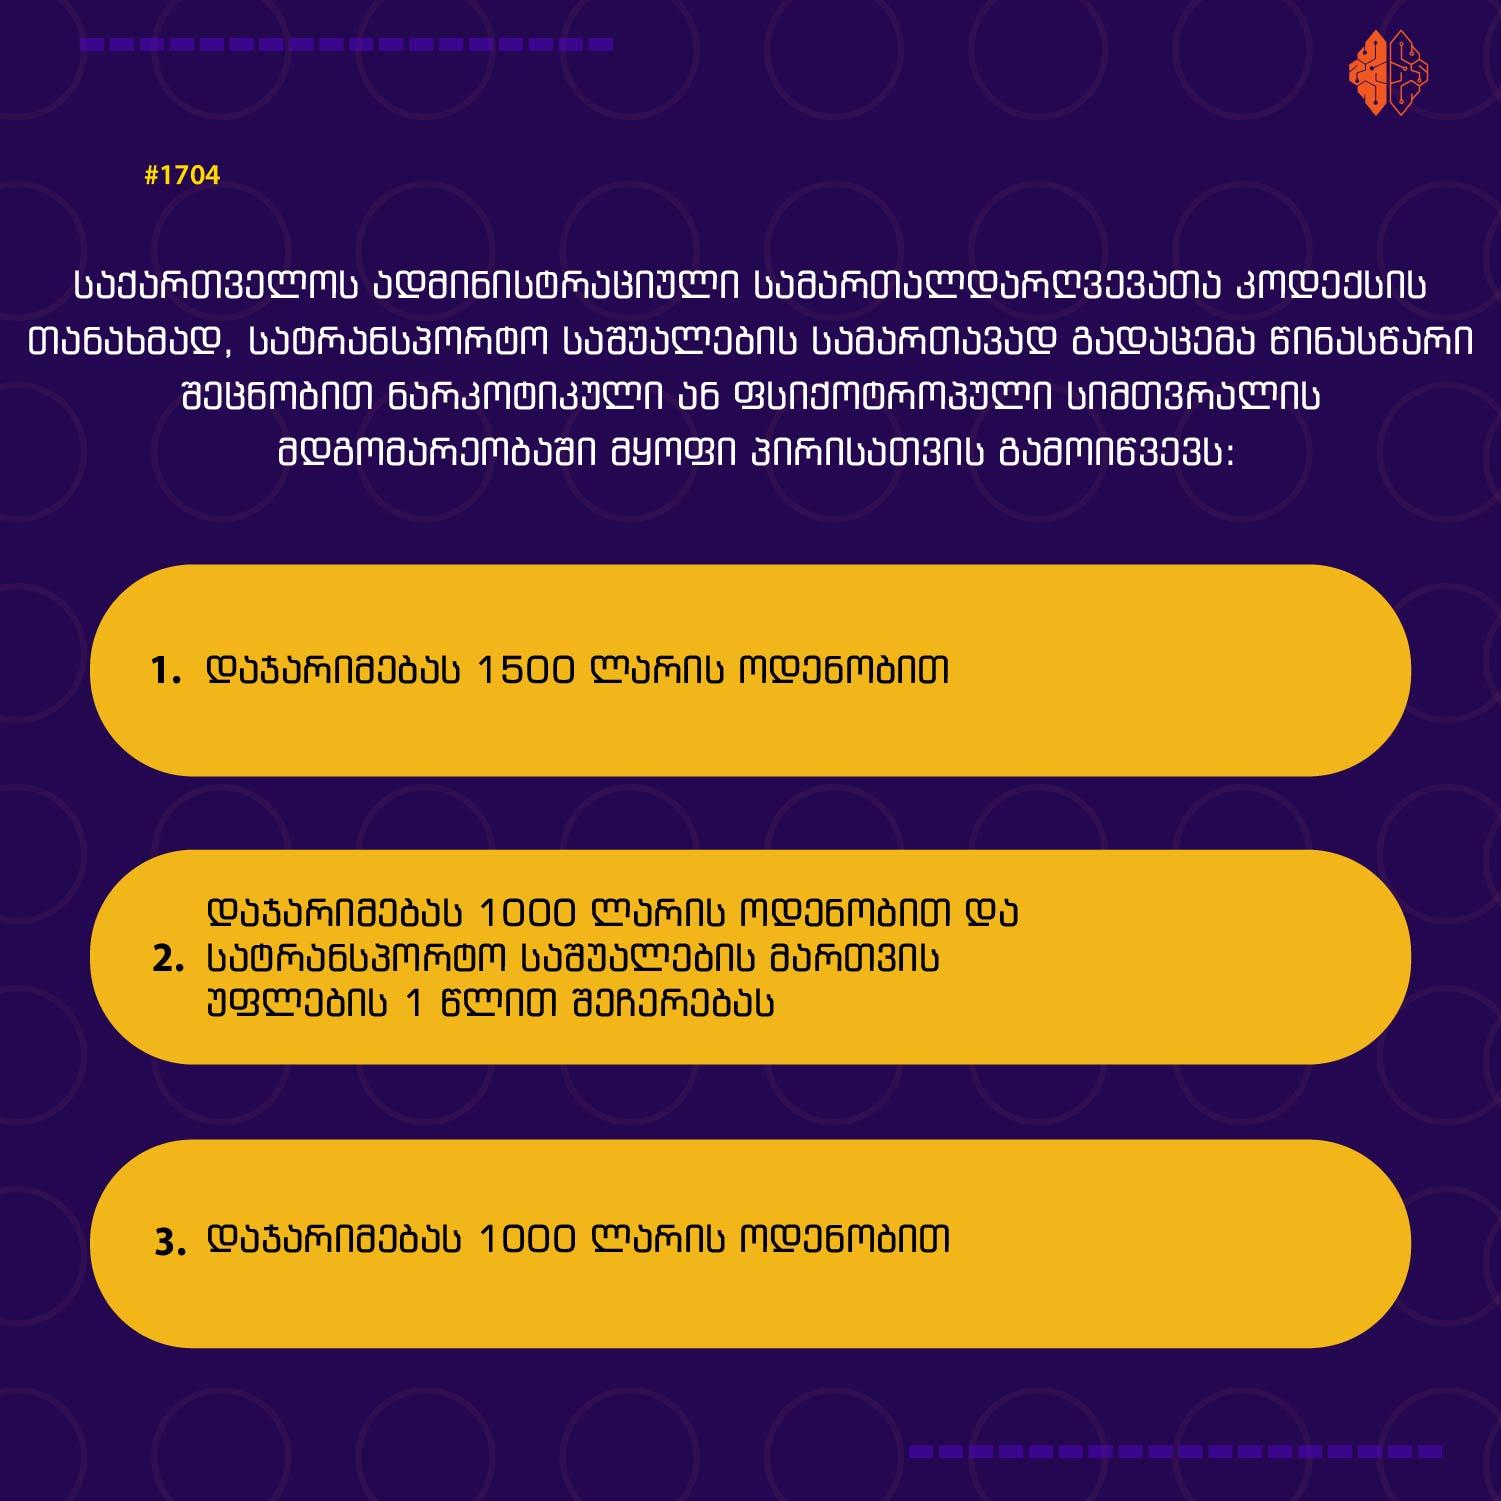 #1704
საქართველოს ადმინისტრაციული სამართალდარღვევათა კოდექსის
თანახმად, სატრანსპორტო საშუალების სამართავად გადაცემა წინასწარი
შეცნობით ნარკოტიკული ან ფსიქოტროპული სიმთვრალის
მდგომარეობაში მყოფი პირისათვის გამოიწვევს:
1. დაჯარიმებას 1500 ლარის ოდენობით
დაჯარიმებას 1000 ლარის ოდენობით და
2. სატრანსპორტო საშუალების მართვის
უფლების 1 წლით შეჩერებას
3. დაჯარიმებას 1000 ლარის ოდენობით